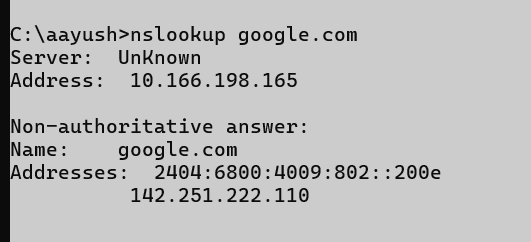 C:\aayush>nslookup google.com
Server:  UnKnown
Address:  10.166.198.165

Non-authoritative answer:
Name:    google.com
Addresses:  2404:6800:4009:802::200e
          142.251.222.110